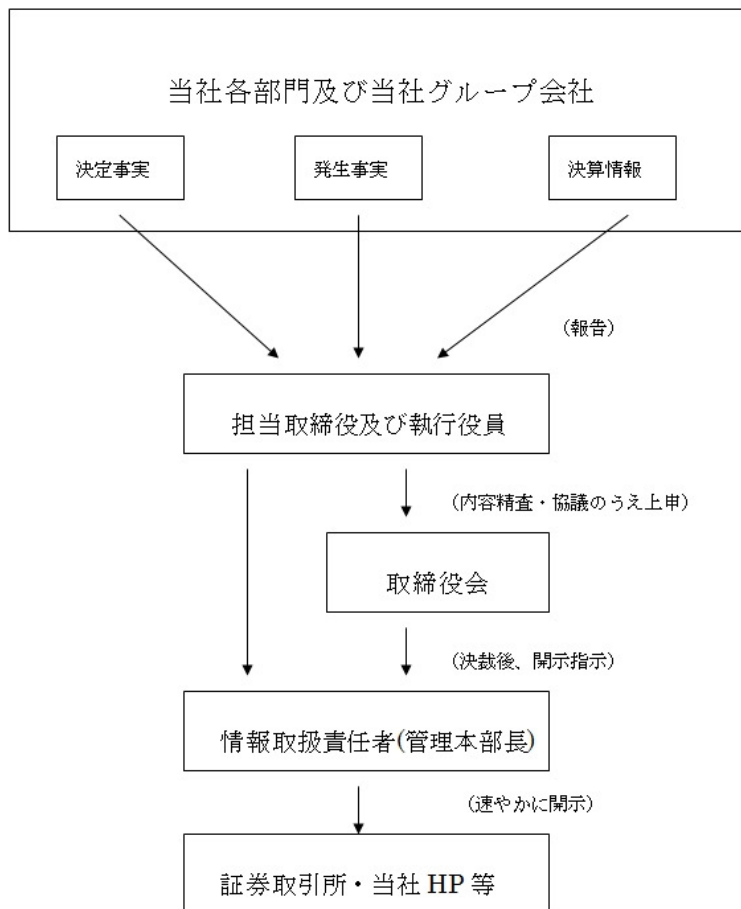 当社各部門及び当社グループ会社
決定事実
発生事実
決算情報
(報告)
担当取締役及び執行役員
(内容精査・協議のうえ上申)
取締役会
(決裁後、開示指示)
情報取扱責任者(管理本部長)
(速やかに開示)
証券取引所・当社 HP 等